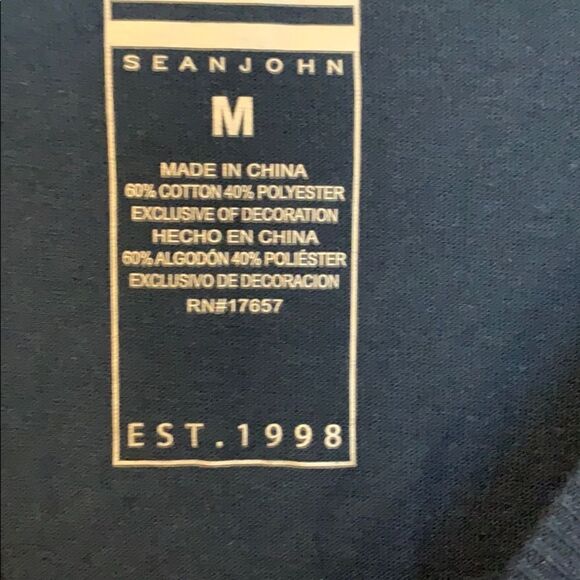 SEANJOHN
M
MADE IN CHINA
60% COTTON 40% POLYESTER
EXCLUSIVE OF DECORATION
HECHO EN CHINA
60% ALGODÓN 40% POLIÉSTER
EXCLUSIVO DE DECORACION
RN#17657
EST.1998